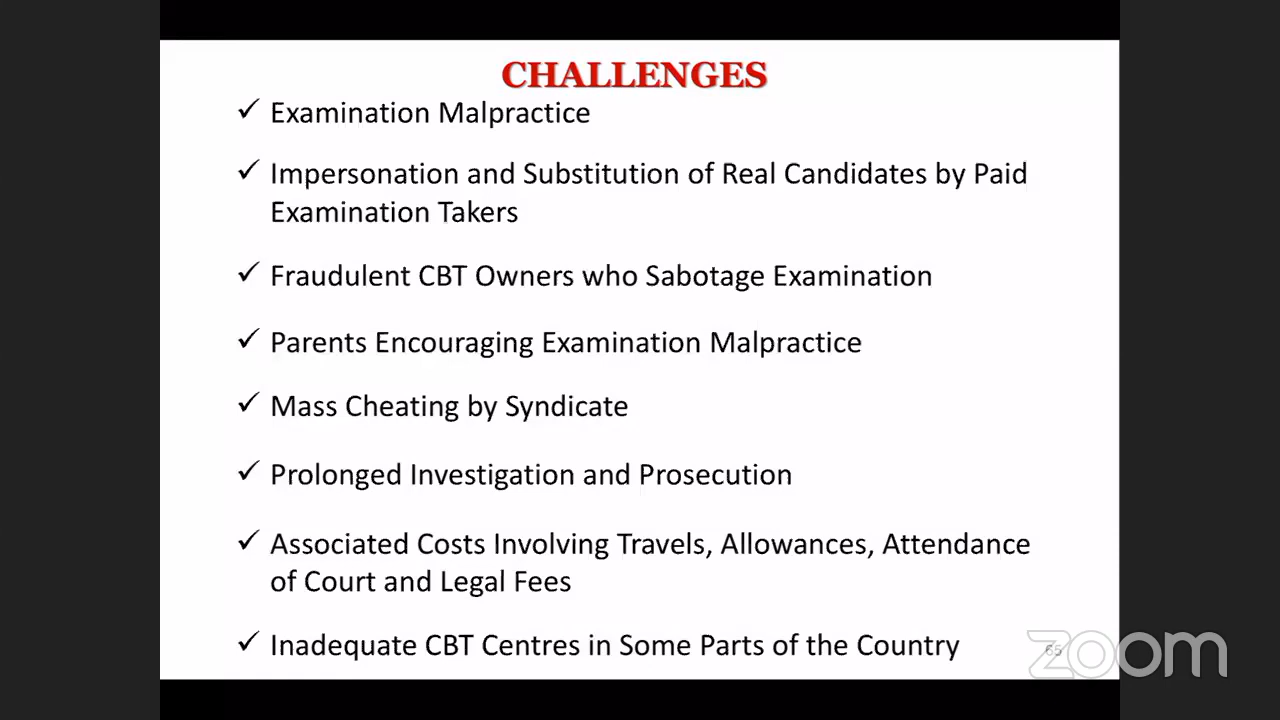 CHALLENGES
✓ Examination Malpractice
✓ Impersonation and Substitution of Real Candidates by Paid
Examination Takers
✓ Fraudulent CBT Owners who Sabotage Examination
✓ Parents Encouraging Examination Malpractice
✓ Mass Cheating by Syndicate
✓ Prolonged Investigation and Prosecution
✓ Associated Costs Involving Travels, Allowances, Attendance
of Court and Legal Fees
✓ Inadequate CBT Centres in Some Parts of the Country
65
zoom